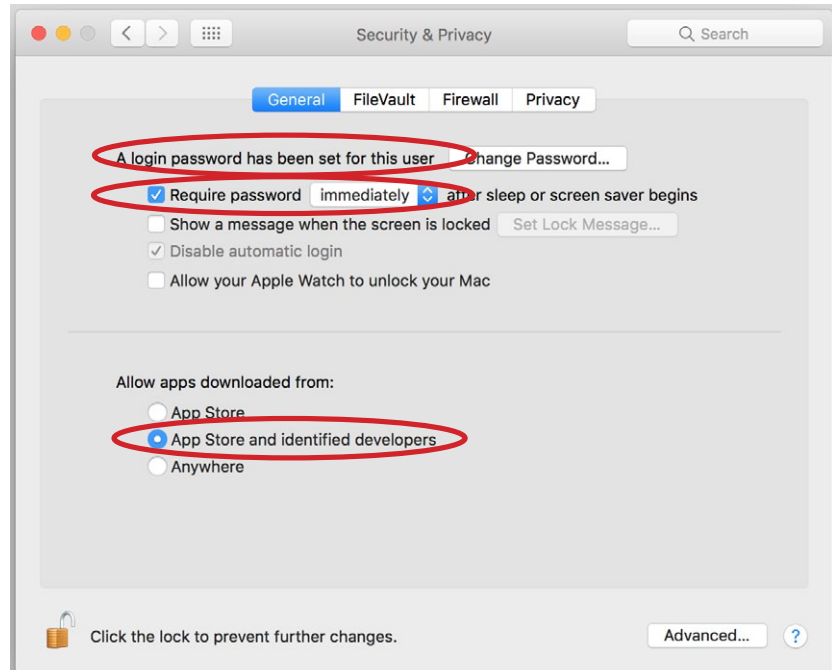 Security & Privacy
Search
General FileVault Firewall Privacy
A login password has been set for this user Change Password...
Require password immediately after sleep or screen saver begins
Show a message when the screen is locked Set Lock Message...
Disable automatic login
Allow your Apple Watch to unlock your Mac
Allow apps downloaded from:
App Store
App Store and identified developers
Anywhere
Click the lock to prevent further changes. Advanced... ?